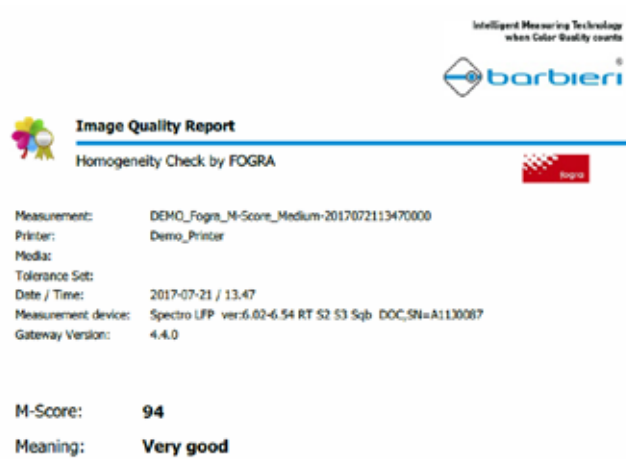 Intelligent Measuring Technology
when Color Quality counts
barbieri®
Image Quality Report
Homogeneity Check by FOGRA
fogra
Measurement: DEMO_Fogra_M-Score_Medium-2017072113470000
Printer: Demo_Printer
Media:
Tolerance Set:
Date / Time: 2017-07-21 / 13.47
Measurement device: Spectro LFP ver:6.02-6.54 RT S2 S3 Sqb DOC,SN=A11J0087
Gateway Version: 4.4.0
M-Score: 94
Meaning: Very good